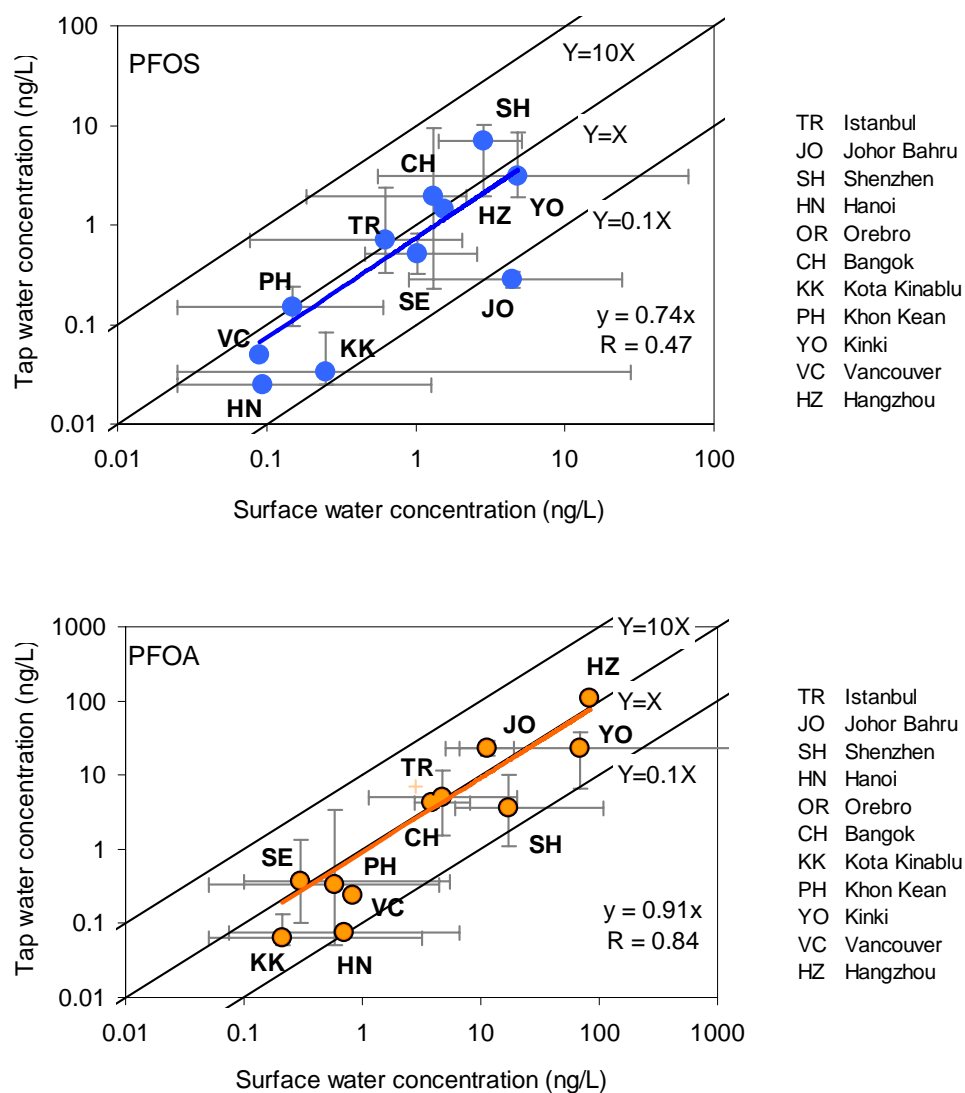 100
10
1
0.1
0.01
Tap water concentration (ng/L)
PFOS
Y=10X
SH
Y=X
CH
HZ
YO
Y=0.1X
TR
SE
JO
PH
VC
KK
HN
y = 0.74x
R = 0.47
0.01 0.1 1 10 100
Surface water concentration (ng/L)
TR Istanbul
JO Johor Bahru
SH Shenzhen
HN Hanoi
OR Orebro
CH Bangok
KK Kota Kinablu
PH Khon Kean
YO Kinki
VC Vancouver
HZ Hangzhou
1000
100
10
1
0.1
0.01
Tap water concentration (ng/L)
PFOA
Y=10X
HZ
Y=X
JO
YO
TR
Y=0.1X
CH
SH
SE
PH
VC
KK
HN
y = 0.91x
R = 0.84
0.01 0.1 1 10 100 1000
Surface water concentration (ng/L)
TR Istanbul
JO Johor Bahru
SH Shenzhen
HN Hanoi
OR Orebro
CH Bangok
KK Kota Kinablu
PH Khon Kean
YO Kinki
VC Vancouver
HZ Hangzhou